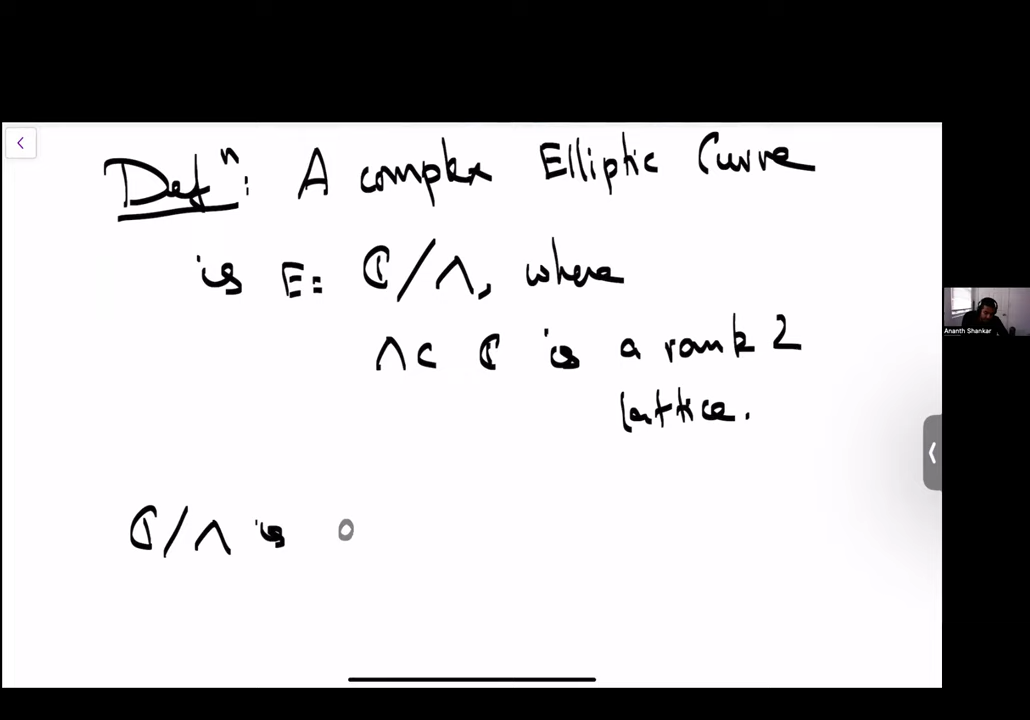 Defⁿ: A complex Elliptic Curve
is E = ℂ/Λ, where
Λ ⊂ ℂ is a rank 2
lattice.
ℂ/Λ is
Ananth Shankar